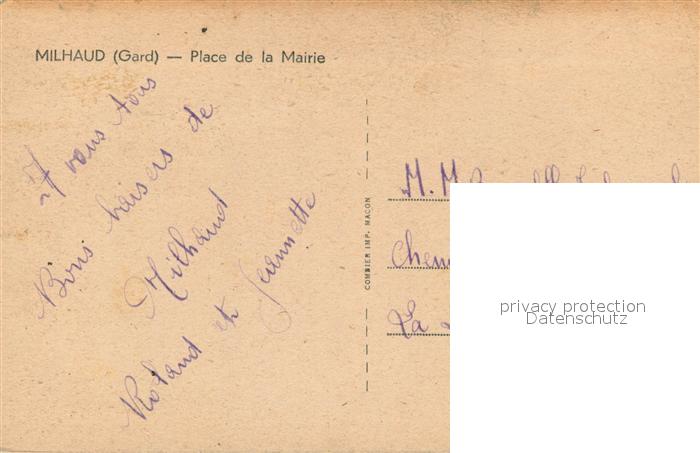 MILHAUD (Gard) — Place de la Mairie
A vous tous
Bons baisers de
Milhaud
Roland et Jeannette
COMBIER IMP. MACON
M. M
Chem
La
privacy protection
Datenschutz